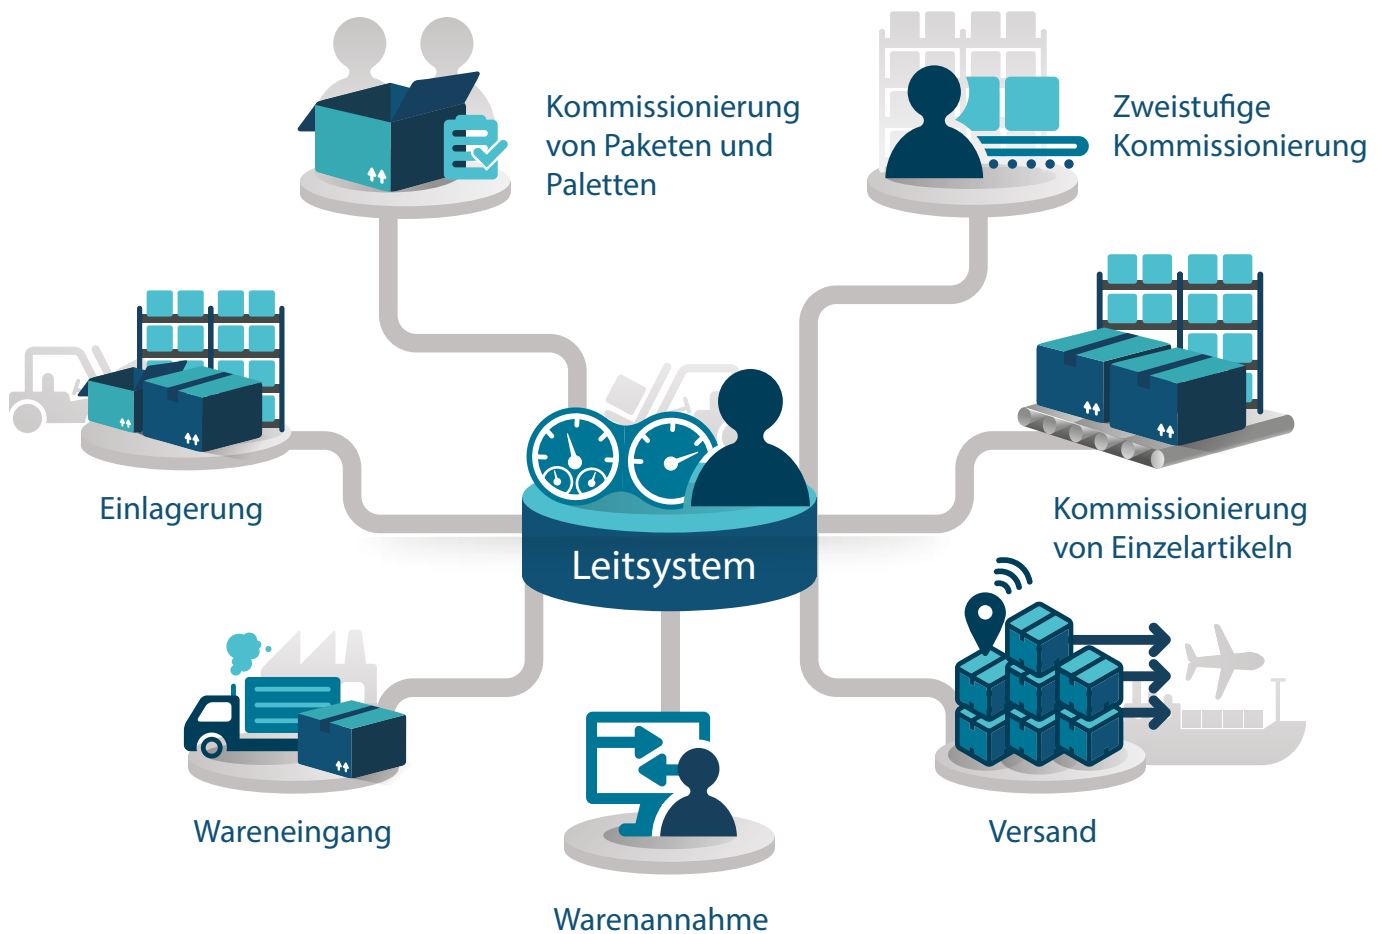 Kommissionierung
von Paketen und
Paletten
Zweistufige
Kommissionierung
Einlagerung
Leitsystem
Kommissionierung
von Einzelartikeln
Wareneingang
Versand
Warenannahme